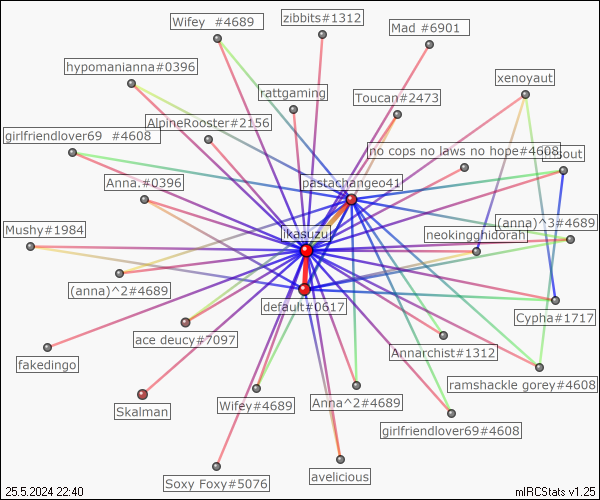 zibbits#1312
Wifey  #4689
Mad #6901
hypomanianna#0396
xenoyaut
rattgaming
Toucan#2473
AlpineRooster#2156
girlfriendlover69  #4608
no cops no laws no hope#4608
sout
Anna.#0396
pastachangeo41
(anna)^3#4689
Mushy#1984
ikasuzu
neokingghidorah
(anna)^2#4689
default#0617
Cypha#1717
ace deucy#7097
Annarchist#1312
fakedingo
ramshackle gorey#4608
Skalman
Wifey#4689
Anna^2#4689
girlfriendlover69#4608
Soxy Foxy#5076
avelicious
25.5.2024 22:40
mIRCStats v1.25